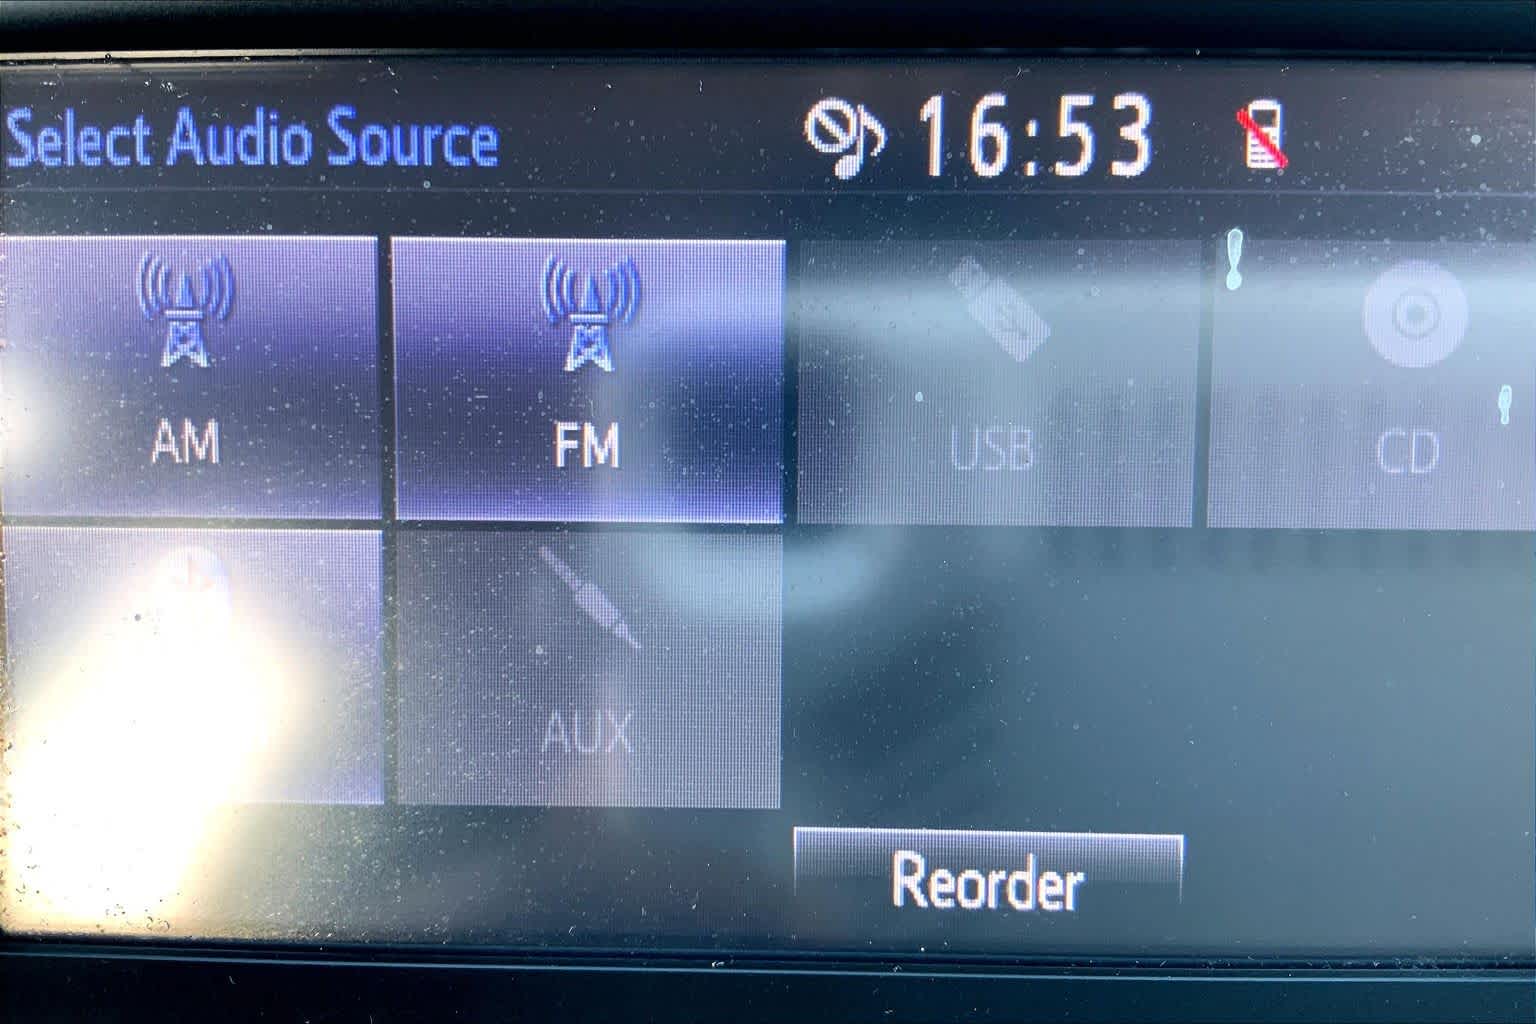 Select Audio Source
16:53
AM
FM
USB
CD
AUX
Reorder